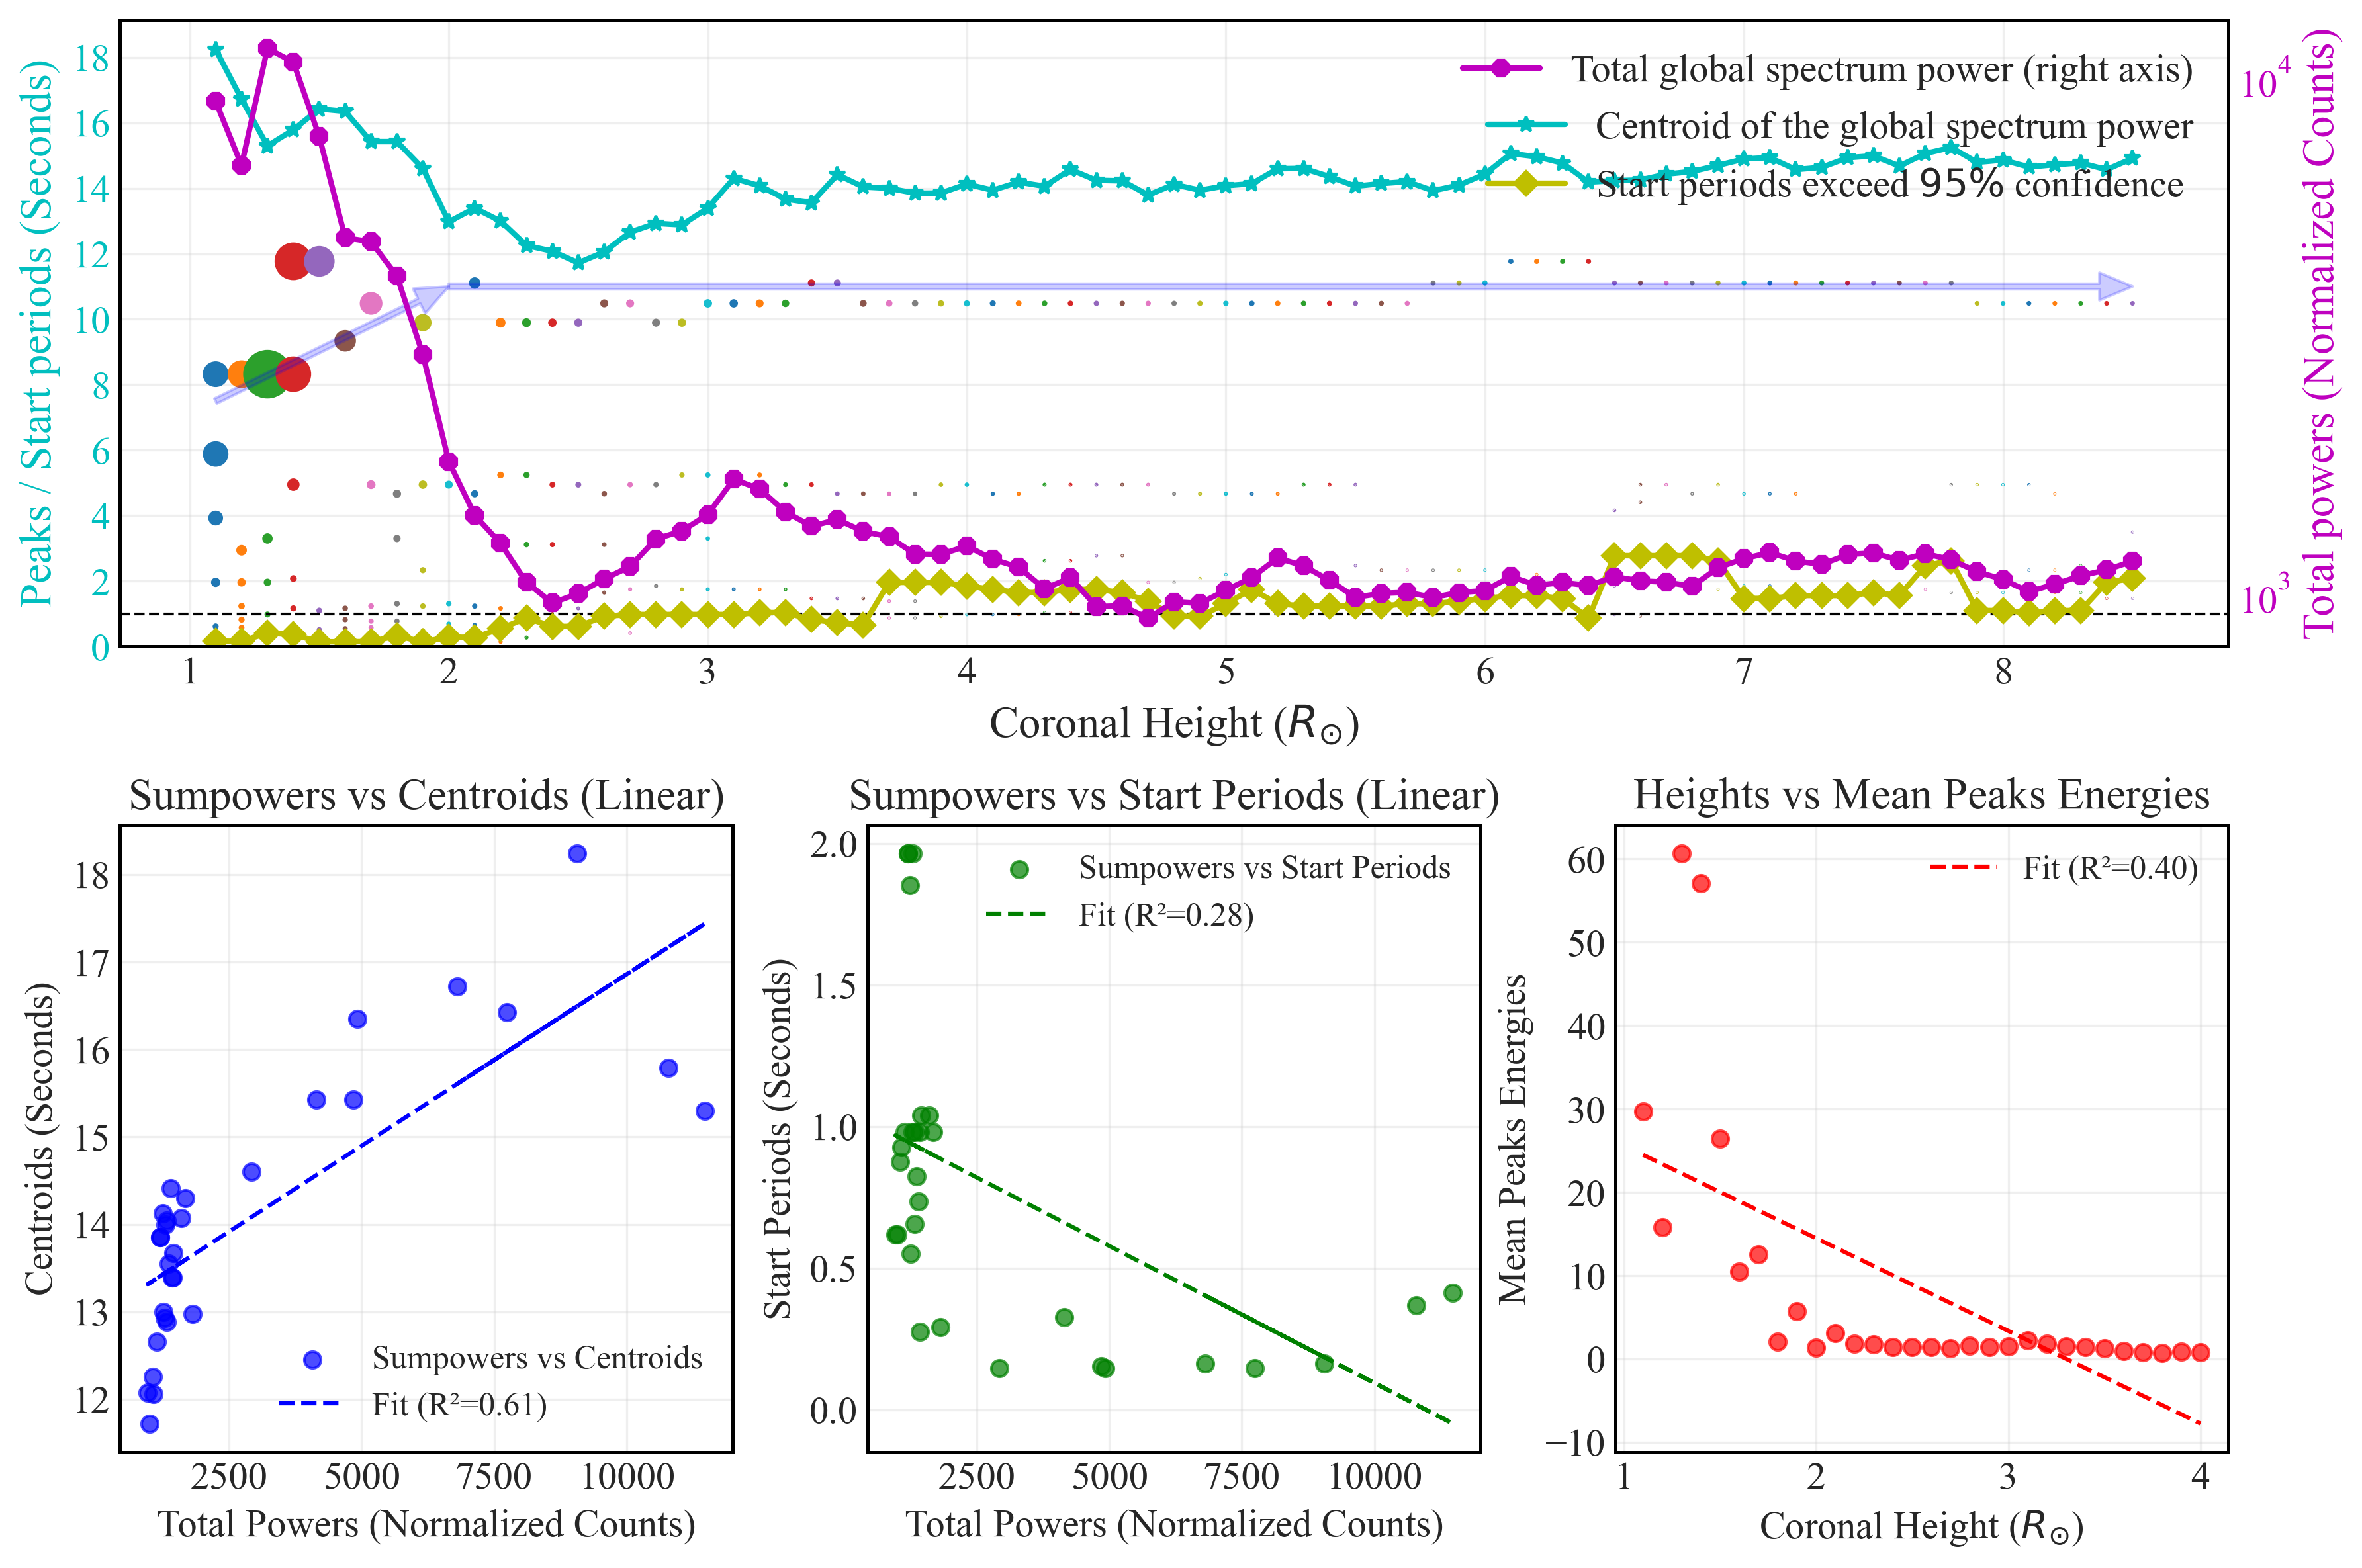 Peaks / Start periods (Seconds)
18
16
14
12
10
8
6
4
2
0
Total global spectrum power (right axis)
Centroid of the global spectrum power
Start periods exceed 95% confidence
10⁴
10³
Total powers (Normalized Counts)
1 2 3 4 5 6 7 8
Coronal Height (R⊙)
Sumpowers vs Centroids (Linear)
Centroids (Seconds)
18
17
16
15
14
13
12
Sumpowers vs Centroids
Fit (R²=0.61)
2500 5000 7500 10000
Total Powers (Normalized Counts)
Sumpowers vs Start Periods (Linear)
Start Periods (Seconds)
2.0
1.5
1.0
0.5
0.0
Sumpowers vs Start Periods
Fit (R²=0.28)
2500 5000 7500 10000
Total Powers (Normalized Counts)
Heights vs Mean Peaks Energies
Mean Peaks Energies
60
50
40
30
20
10
0
−10
Fit (R²=0.40)
1 2 3 4
Coronal Height (R⊙)